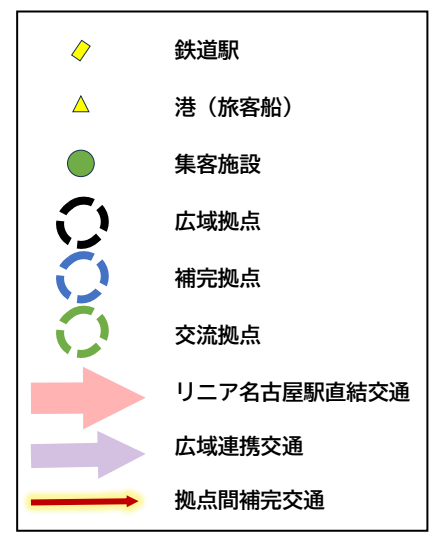 鉄道駅
港（旅客船）
集客施設
広域拠点
補完拠点
交流拠点
リニア名古屋駅直結交通
広域連携交通
拠点間補完交通